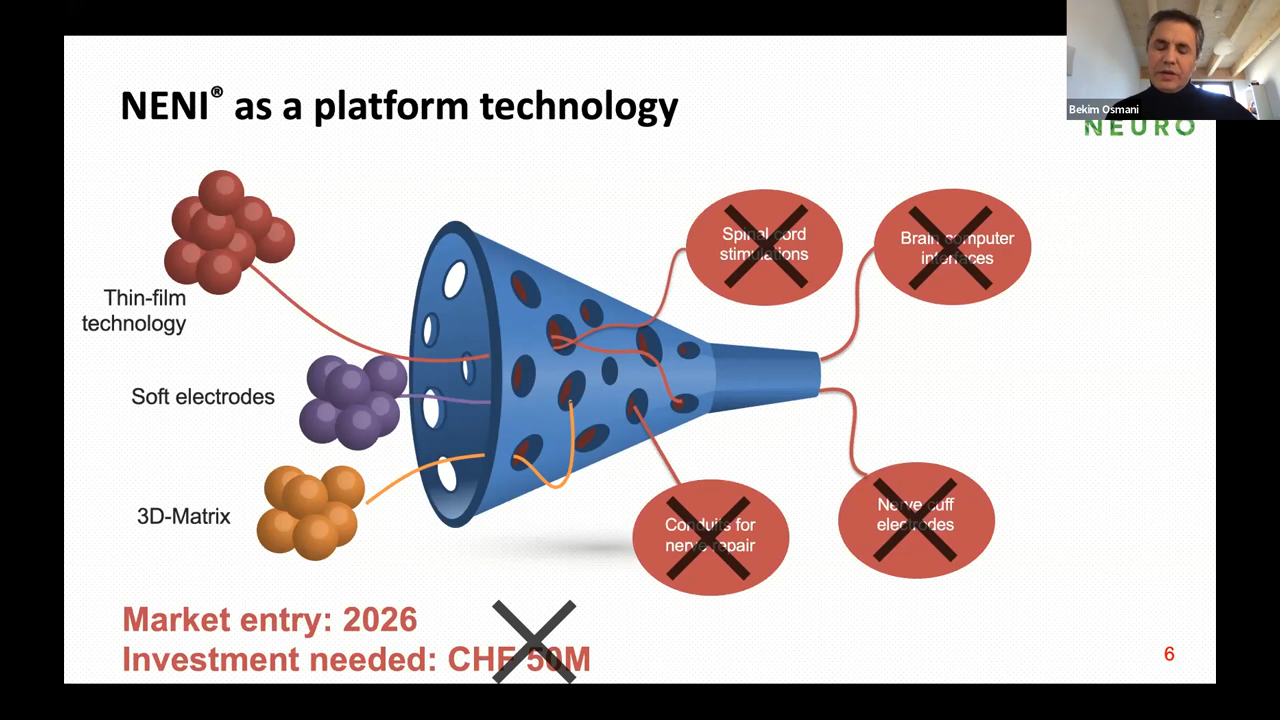 Bekim Osmani
NEURO
NENI® as a platform technology
Thin-film
technology
Soft electrodes
3D-Matrix
Spinal cord
stimulations
Brain computer
interfaces
Conduits for
nerve repair
Nerve cuff
electrodes
Market entry: 2026
Investment needed: CHF 50M
6